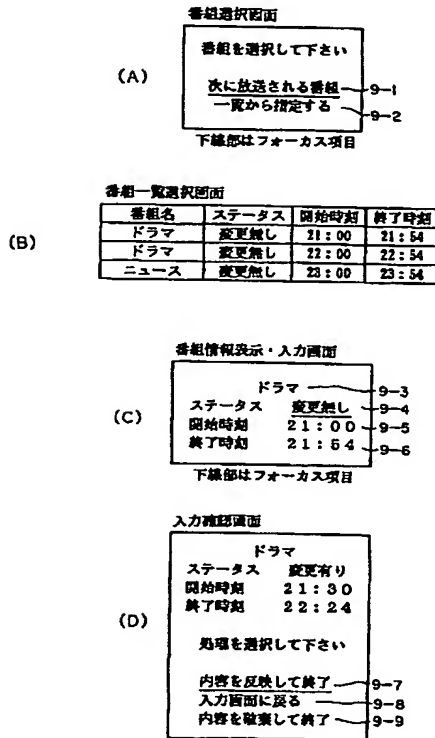 番組選択画面
番組を選択して下さい
(A)
次に放送される番組 9-1
一覧から指定する 9-2
下線部はフォーカス項目
番組一覧選択画面
(B)
番組名 ステータス 開始時刻 終了時刻
ドラマ 変更無し 21:00 21:54
ドラマ 変更無し 22:00 22:54
ニュース 変更無し 23:00 23:54
番組情報表示・入力画面
ドラマ 9-3
(C)
ステータス 変更無し 9-4
開始時刻 21:00 9-5
終了時刻 21:54 9-6
下線部はフォーカス項目
入力確認画面
ドラマ
ステータス 変更有り
開始時刻 21:30
終了時刻 22:24
(D)
処理を選択して下さい
内容を反映して終了 9-7
入力画面に戻る 9-8
内容を破棄して終了 9-9